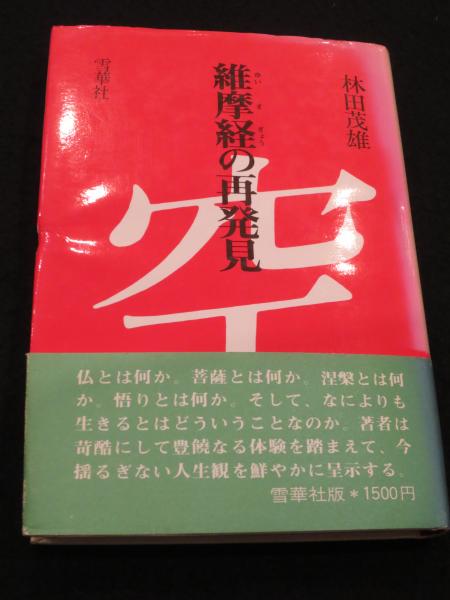 林田茂雄
維摩経の再発見
ゆいまぎょう
雪華社
空
仏とは何か。菩薩とは何か。涅槃とは何
か。悟りとは何か。そして、なによりも
生きるとはどういうことなのか。著者は
苛酷にして豊饒なる体験を踏まえて、今
揺るぎない人生観を鮮やかに呈示する。
雪華社版*1500円